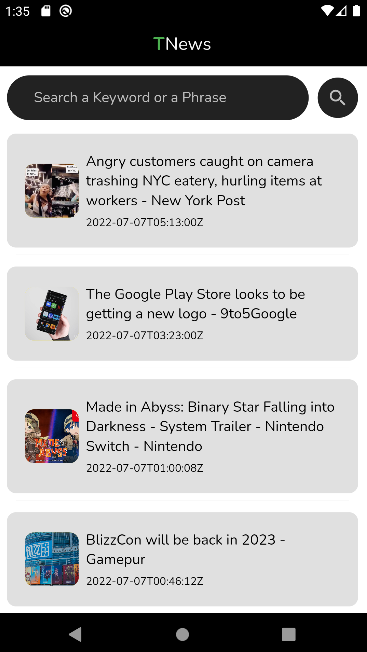 1:35
TNews
Search a Keyword or a Phrase
Angry customers caught on camera
trashing NYC eatery, hurling items at
workers - New York Post
2022-07-07T05:13:00Z
The Google Play Store looks to be
getting a new logo - 9to5Google
2022-07-07T03:23:00Z
Made in Abyss: Binary Star Falling into
Darkness - System Trailer - Nintendo
Switch - Nintendo
2022-07-07T01:00:08Z
BlizzCon will be back in 2023 -
Gamepur
2022-07-07T00:46:12Z